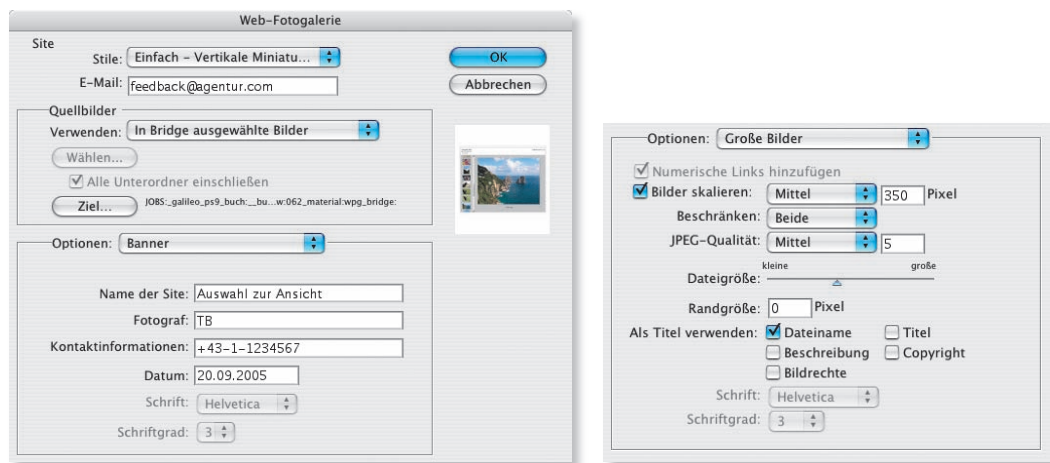 Web-Fotogalerie
Site
Stile: Einfach – Vertikale Miniatu...
OK
E-Mail: feedback@agentur.com
Abbrechen
Quellbilder
Verwenden: In Bridge ausgewählte Bilder
Wählen...
Alle Unterordner einschließen
Ziel... JOBS:_galileo_ps9_buch:__bu...w:062_material:wpg_bridge:
Optionen: Banner
Name der Site: Auswahl zur Ansicht
Fotograf: TB
Kontaktinformationen: +43-1-1234567
Datum: 20.09.2005
Schrift: Helvetica
Schriftgrad: 3
Optionen: Große Bilder
Numerische Links hinzufügen
Bilder skalieren: Mittel 350 Pixel
Beschränken: Beide
JPEG-Qualität: Mittel 5
kleine große
Dateigröße:
Randgröße: 0 Pixel
Als Titel verwenden: Dateiname Titel
Beschreibung Copyright
Bildrechte
Schrift: Helvetica
Schriftgrad: 3